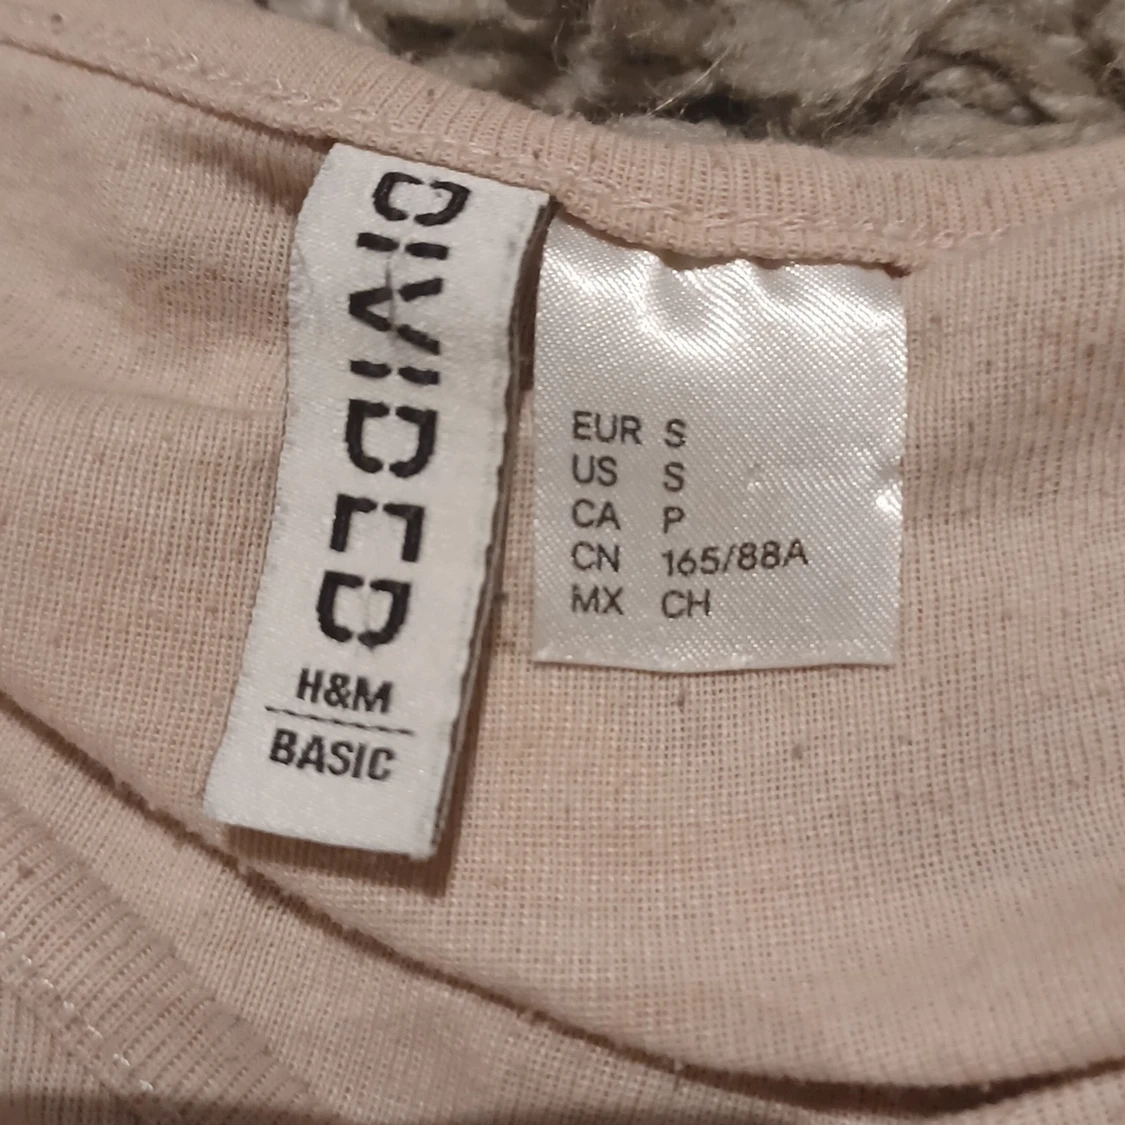 DIVIDED
H&M
BASIC
EUR S
US S
CA P
CN 165/88A
MX CH